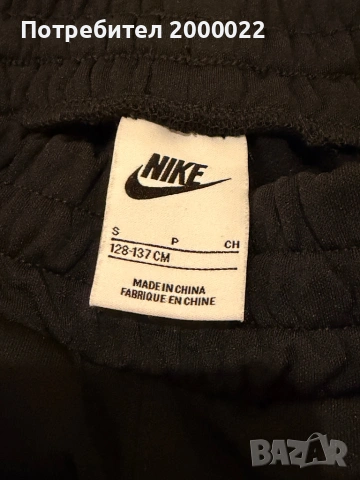 Потребител 2000022
NIKE
S P CH
128-137 CM
MADE IN CHINA
FABRIQUE EN CHINE
BAZAR